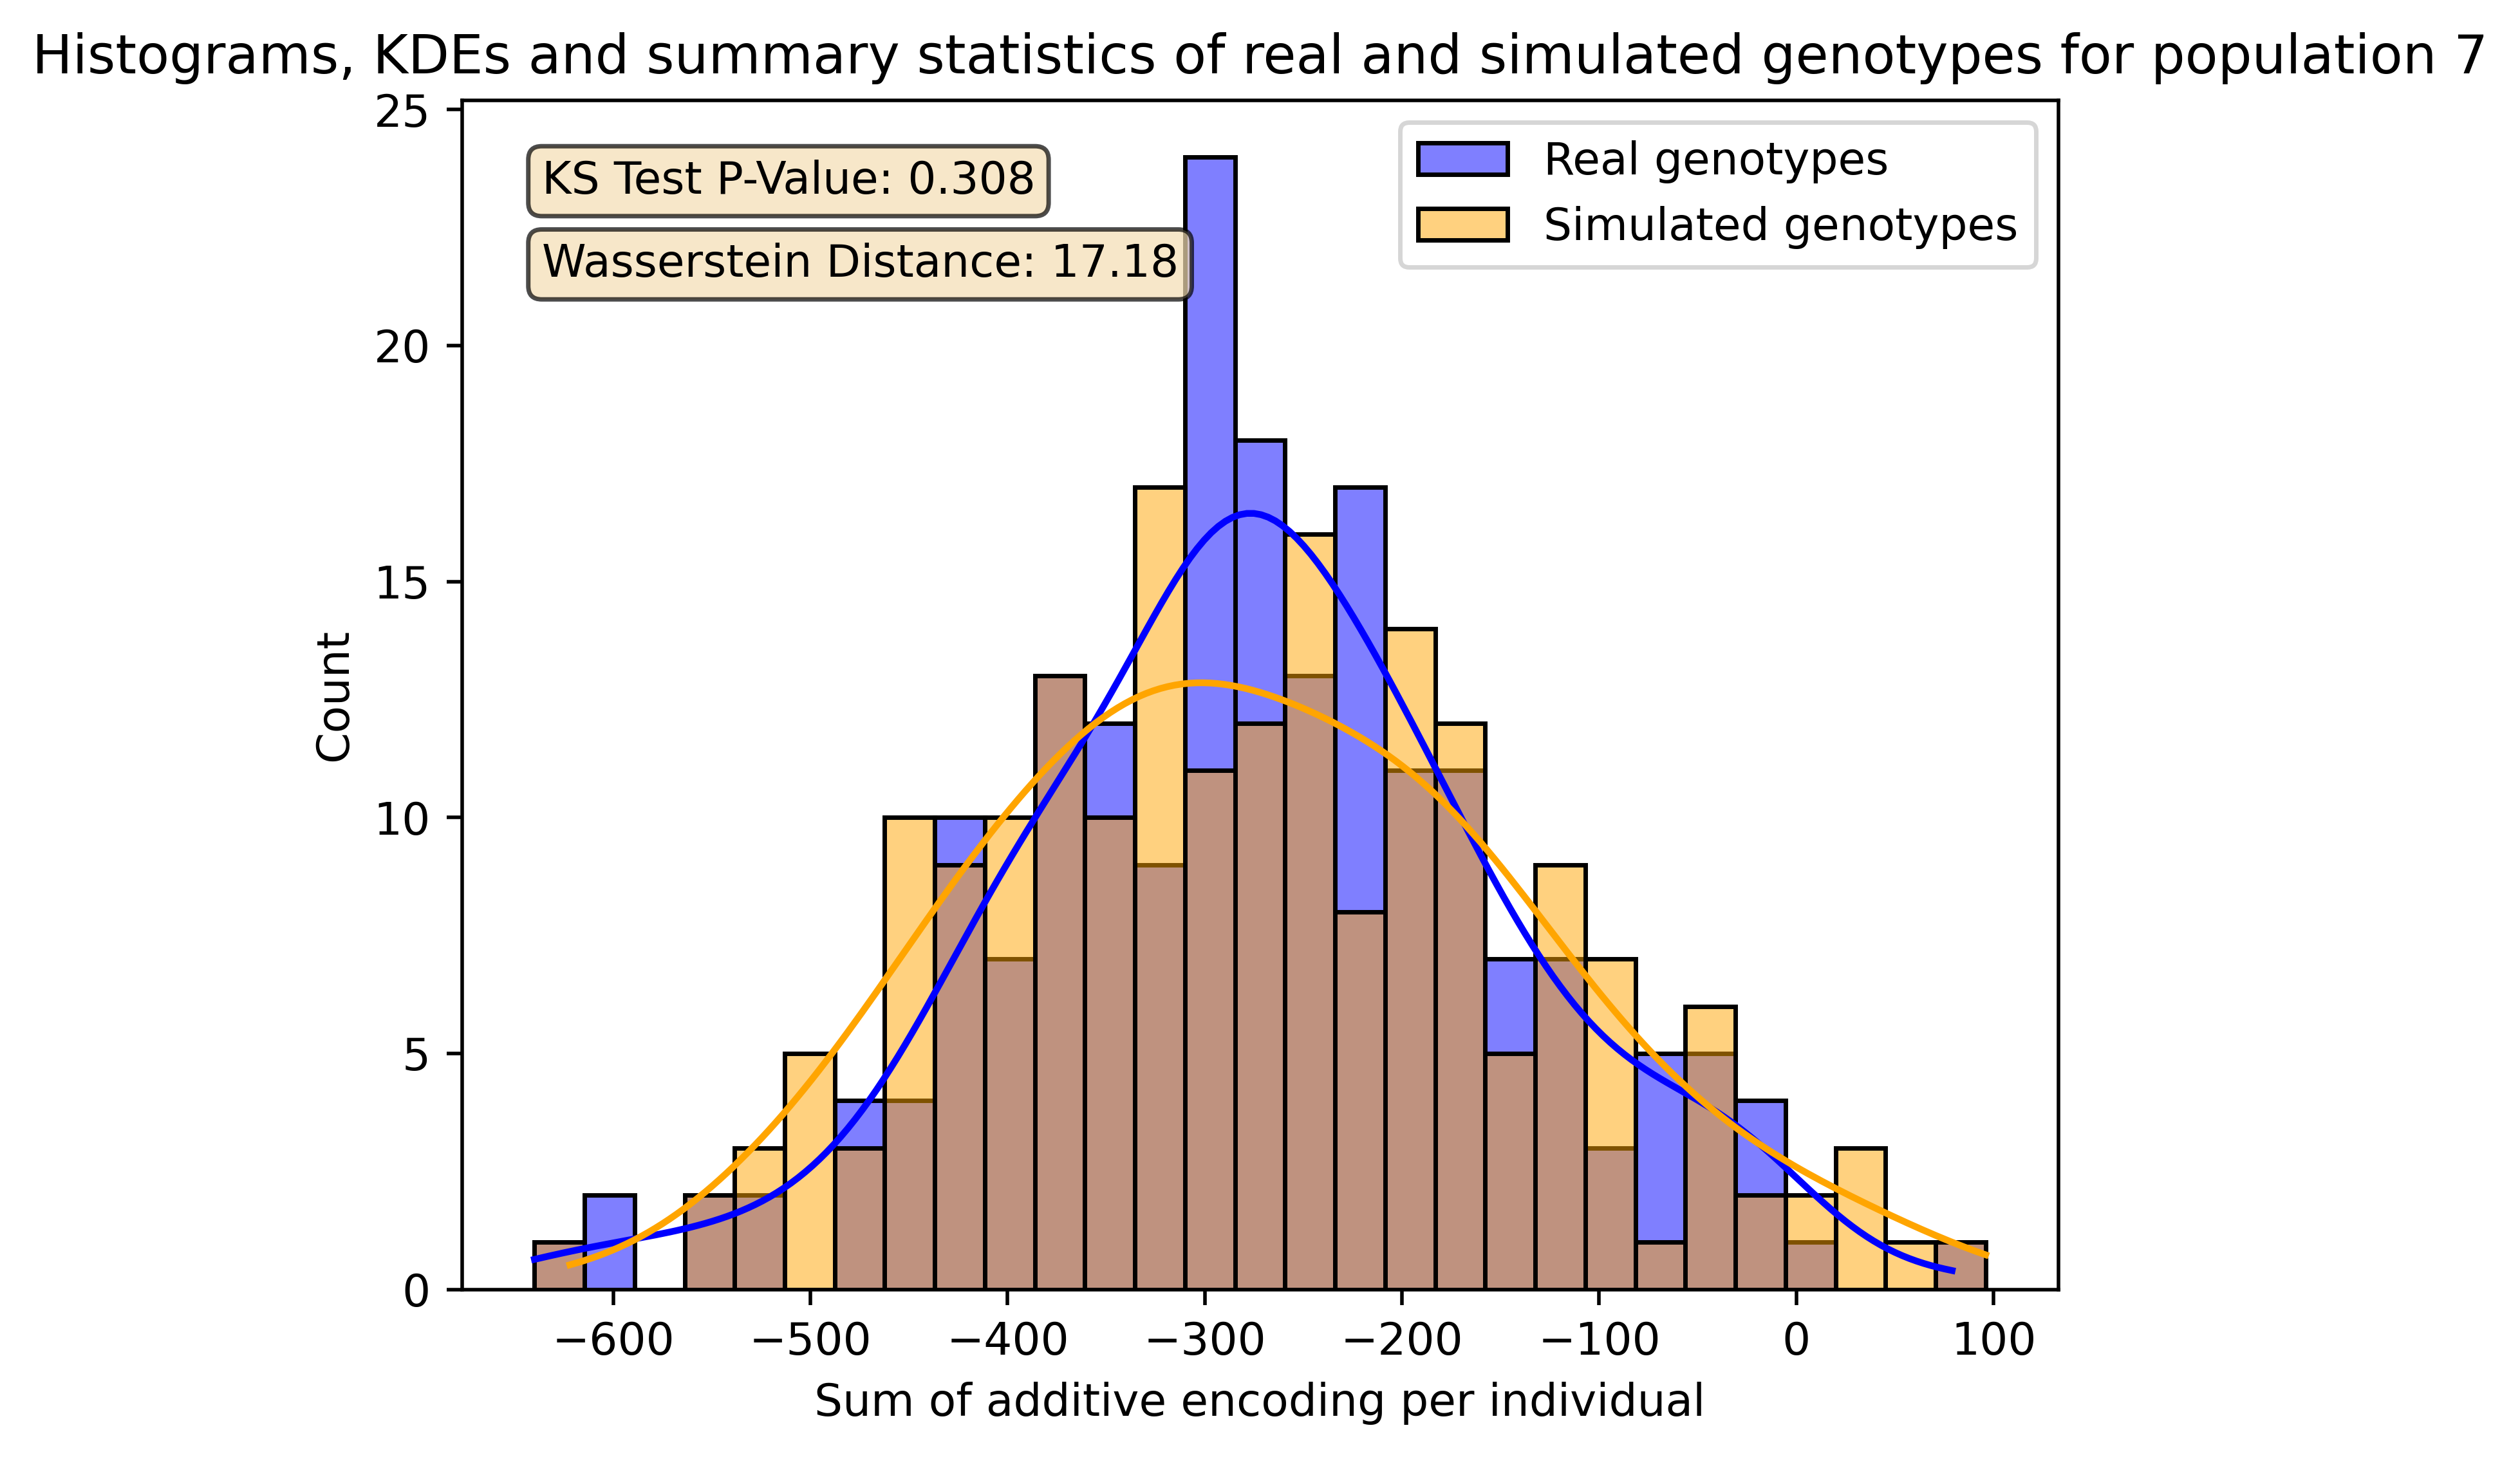 Histograms, KDEs and summary statistics of real and simulated genotypes for population 7
KS Test P-Value: 0.308
Wasserstein Distance: 17.18
Real genotypes
Simulated genotypes
25
20
15
10
5
0
Count
−600 −500 −400 −300 −200 −100 0 100
Sum of additive encoding per individual